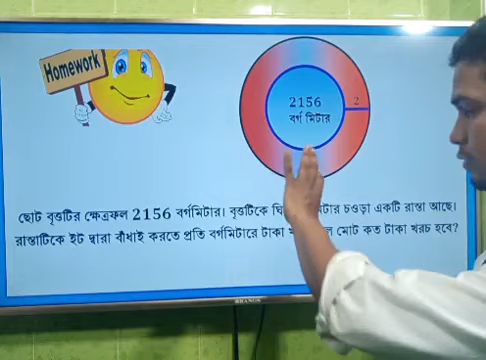 Homework
2156
বর্গ মিটার
2
ছোট বৃত্তটির ক্ষেত্রফল 2156 বর্গমিটার। বৃত্তটিকে টার চওড়া একটি রাস্তা আছে।
রাস্তাটিকে ইট দ্বারা বাঁধাই করতে প্রতি বর্গমিটারে টাকা মোট কত টাকা খরচ হবে?